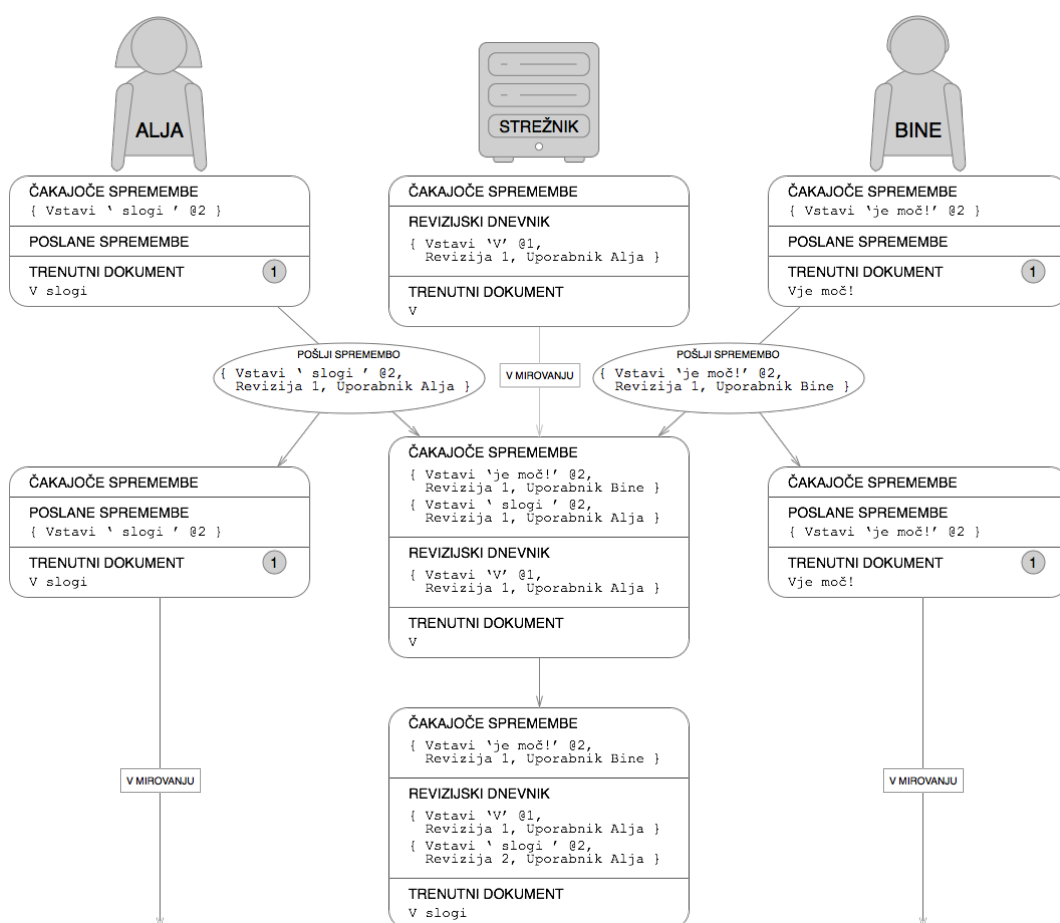 ALJA
STREŽNIK
BINE
ČAKAJOČE SPREMEMBE
{ Vstavi ‘ slogi ’ @2 }
POSLANE SPREMEMBE
TRENUTNI DOKUMENT
1
V slogi
ČAKAJOČE SPREMEMBE
REVIZIJSKI DNEVNIK
{ Vstavi ‘V’ @1,
Revizija 1, Uporabnik Alja }
TRENUTNI DOKUMENT
V
ČAKAJOČE SPREMEMBE
{ Vstavi ‘je moč!’ @2 }
POSLANE SPREMEMBE
TRENUTNI DOKUMENT
1
Vje moč!
POŠLJI SPREMEMBO
{ Vstavi ‘ slogi ’ @2,
Revizija 1, Uporabnik Alja }
V MIROVANJU
POŠLJI SPREMEMBO
{ Vstavi ‘je moč!’ @2,
Revizija 1, Uporabnik Bine }
ČAKAJOČE SPREMEMBE
POSLANE SPREMEMBE
{ Vstavi ‘ slogi ’ @2 }
TRENUTNI DOKUMENT
1
V slogi
ČAKAJOČE SPREMEMBE
{ Vstavi ‘je moč!’ @2,
Revizija 1, Uporabnik Bine }
{ Vstavi ‘ slogi ’ @2,
Revizija 1, Uporabnik Alja }
REVIZIJSKI DNEVNIK
{ Vstavi ‘V’ @1,
Revizija 1, Uporabnik Alja }
TRENUTNI DOKUMENT
V
ČAKAJOČE SPREMEMBE
POSLANE SPREMEMBE
{ Vstavi ‘je moč!’ @2 }
TRENUTNI DOKUMENT
1
Vje moč!
V MIROVANJU
ČAKAJOČE SPREMEMBE
{ Vstavi ‘je moč!’ @2,
Revizija 1, Uporabnik Bine }
REVIZIJSKI DNEVNIK
{ Vstavi ‘V’ @1,
Revizija 1, Uporabnik Alja }
{ Vstavi ‘ slogi ’ @2,
Revizija 2, Uporabnik Alja }
TRENUTNI DOKUMENT
V slogi
V MIROVANJU